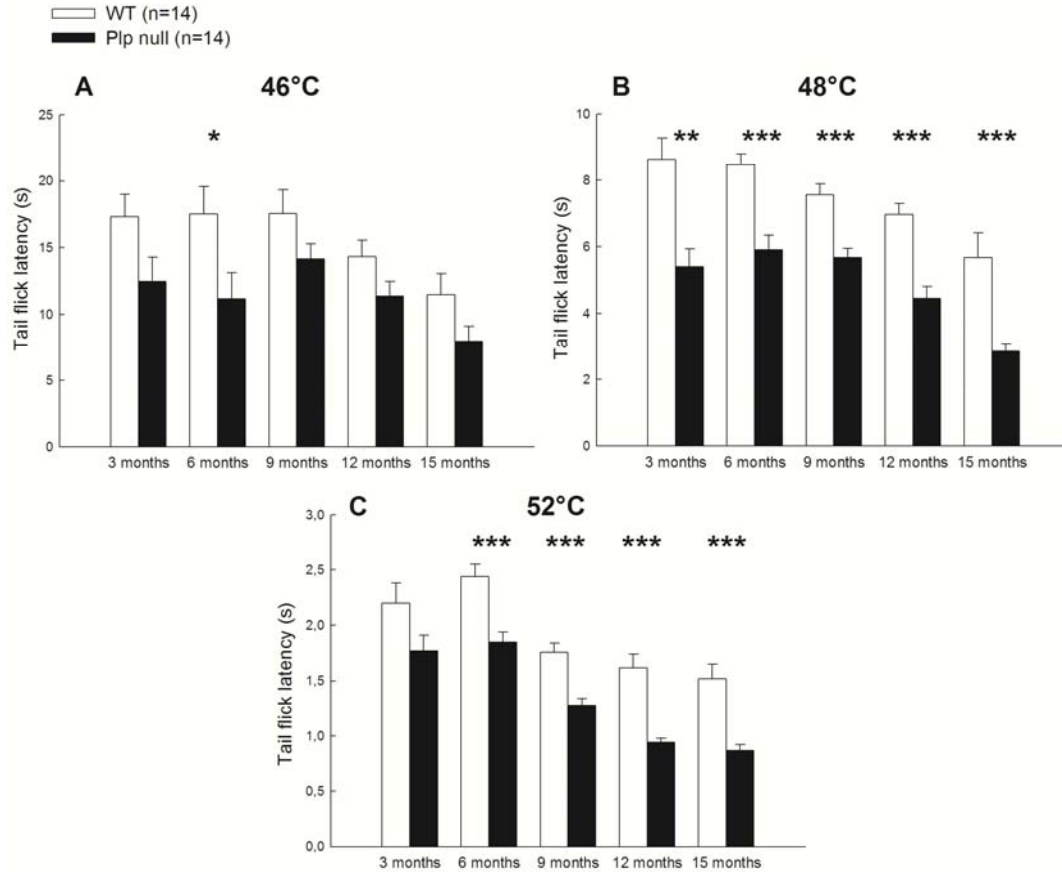 WT (n=14)
Plp null (n=14)
A
46°C
*
25
20
15
10
5
0
Tail flick latency (s)
3 months
6 months
9 months
12 months
15 months
B
48°C
**
***
***
***
***
10
8
6
4
2
0
Tail flick latency (s)
3 months
6 months
9 months
12 months
15 months
C
52°C
***
***
***
***
3,0
2,5
2,0
1,5
1,0
0,5
0,0
Tail flick latency (s)
3 months
6 months
9 months
12 months
15 months